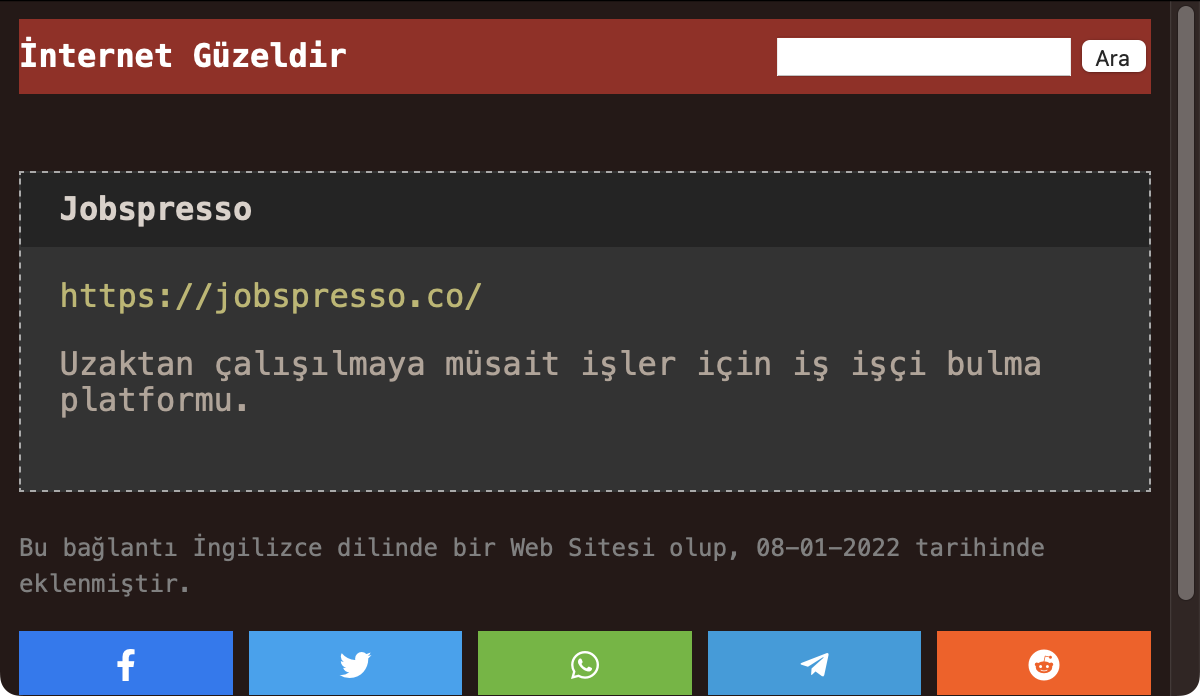 İnternet Güzeldir
Ara
Jobspresso
https://jobspresso.co/
Uzaktan çalışılmaya müsait işler için iş işçi bulma
platformu.
Bu bağlantı İngilizce dilinde bir Web Sitesi olup, 08-01-2022 tarihinde
eklenmiştir.